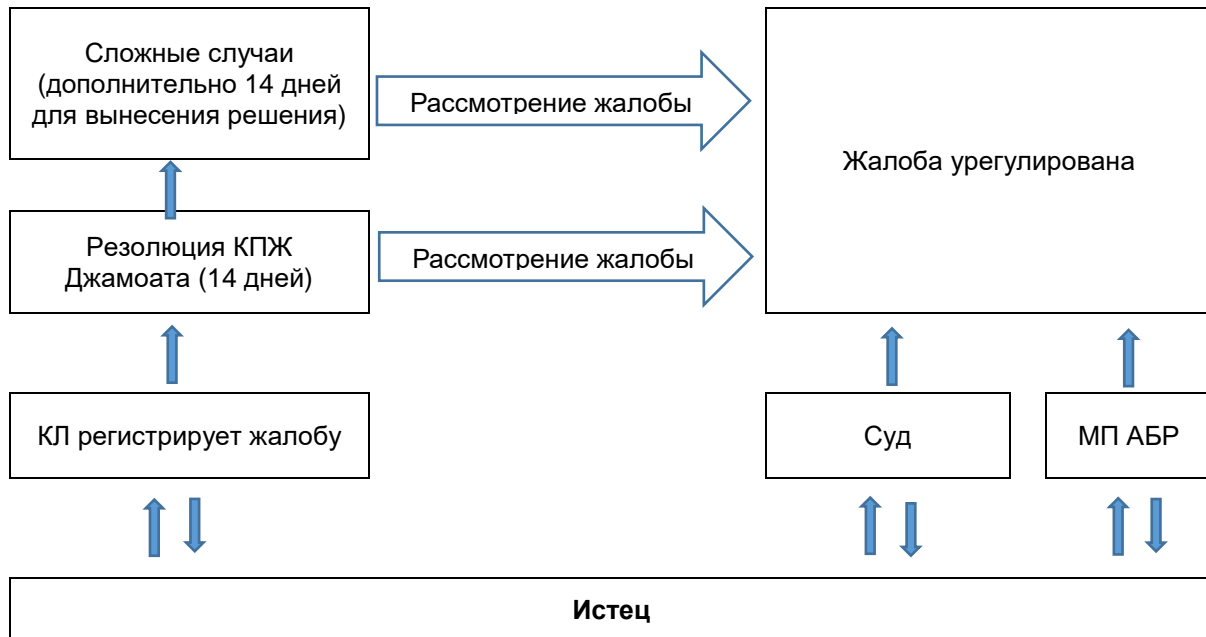 Сложные случаи
(дополнительно 14 дней
для вынесения решения)
Рассмотрение жалобы
Жалоба урегулирована
Резолюция КПЖ
Джамоата (14 дней)
Рассмотрение жалобы
КЛ регистрирует жалобу
Суд
МП АБР
Истец